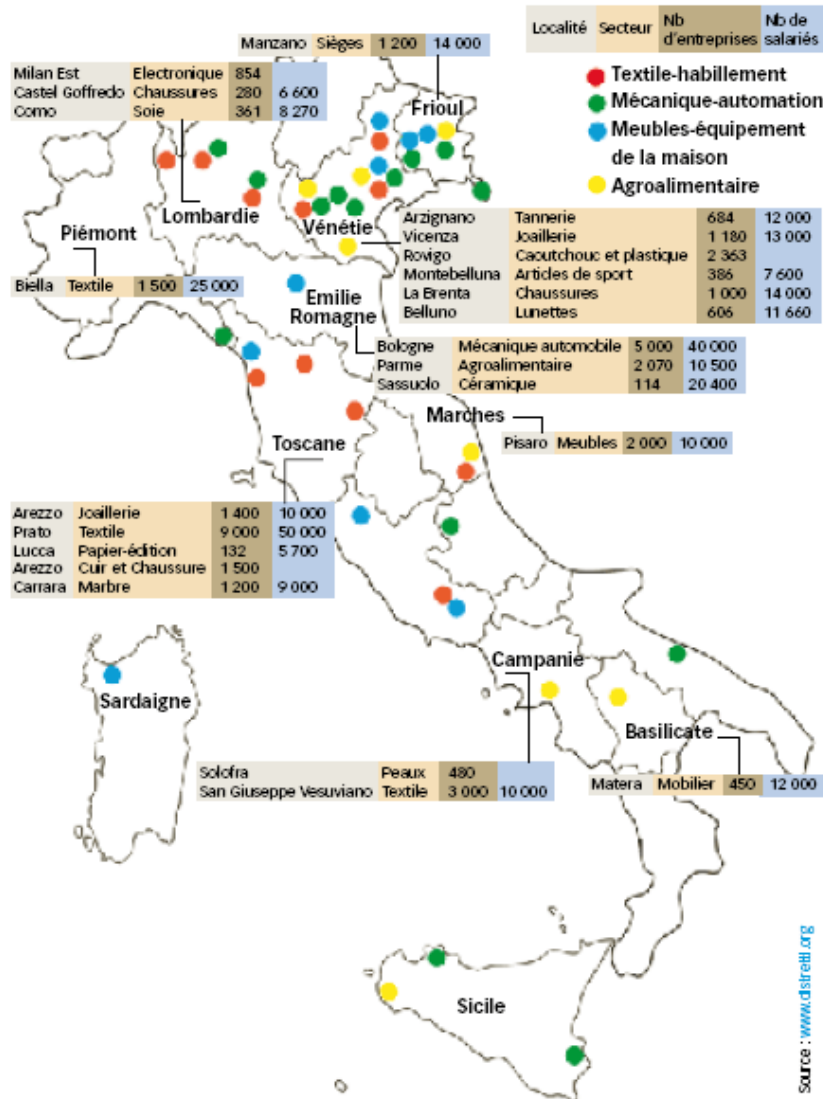 Localité Secteur Nb d'entreprises Nb de salariés
Manzano Sièges 1 200 14 000
Milan Est Electronique 854
Castel Goffredo Chaussures 280 6 600
Como Soie 361 8 270
Textile-habillement
Mécanique-automation
Meubles-équipement
de la maison
Agroalimentaire
Frioul
Lombardie
Vénétie
Piémont
Arzignano Tannerie 684 12 000
Vicenza Joaillerie 1 180 13 000
Rovigo Caoutchouc et plastique 2 363
Montebelluna Articles de sport 386 7 600
La Brenta Chaussures 1 000 14 000
Belluno Lunettes 606 11 660
Biella Textile 1 500 25 000
Emilie
Romagne
Bologne Mécanique automobile 5 000 40 000
Parme Agroalimentaire 2 070 10 500
Sassuolo Céramique 114 20 400
Marches
Pisaro Meubles 2 000 10 000
Toscane
Arezzo Joaillerie 1 400 10 000
Prato Textile 9 000 50 000
Lucca Papier-édition 132 5 700
Arezzo Cuir et Chaussure 1 500
Carrara Marbre 1 200 9 000
Campanie
Sardaigne
Basilicate
Solofra Peaux 480
San Giuseppe Vesuviano Textile 3 000 10 000
Matera Mobilier 450 12 000
Sicile
Source : www.distretti.org